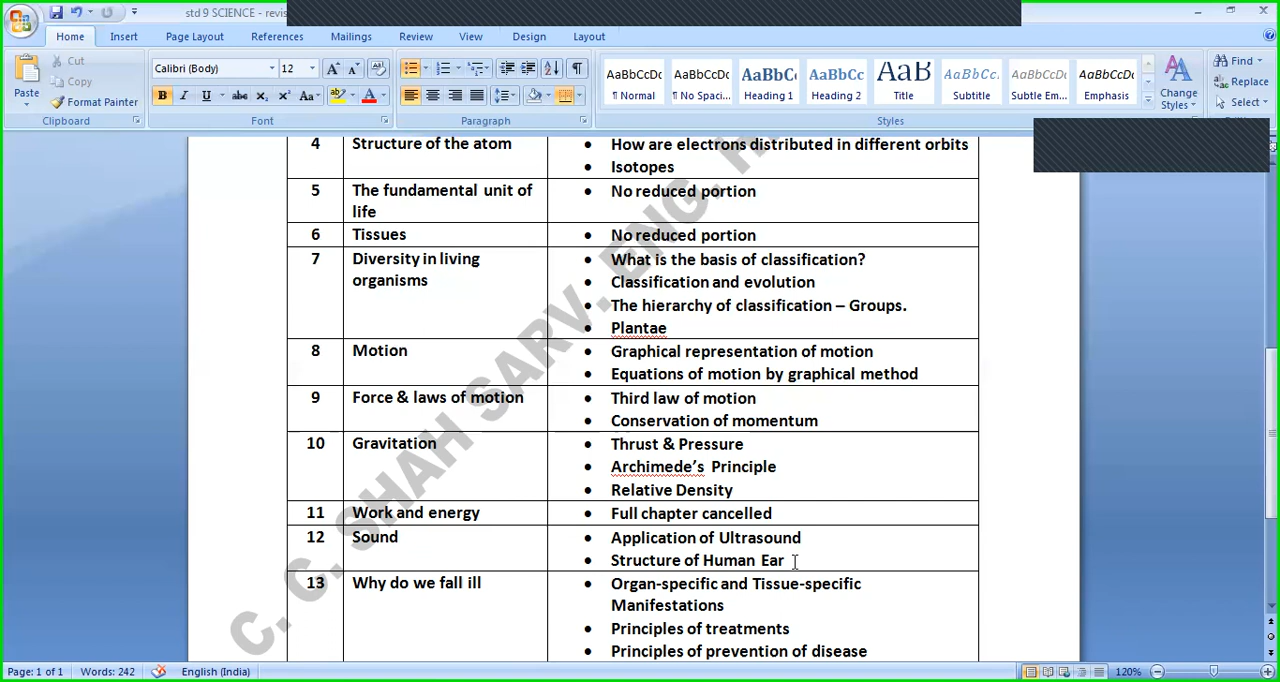 std 9 SCIENCE - revis
Home Insert Page Layout References Mailings Review View Design Layout
Cut
Copy
Paste
Format Painter
Clipboard
Calibri (Body) 12
Font
Paragraph
AaBbCcDc AaBbCcDc AaBbC AaBbCc AaB AaBbCc. AaBbCcDc AaBbCcDc
¶ Normal ¶ No Spaci... Heading 1 Heading 2 Title Subtitle Subtle Em... Emphasis
Change
Styles
Styles
Find
Replace
Select
4 Structure of the atom • How are electrons distributed in different orbits
• Isotopes
5 The fundamental unit of • No reduced portion
life
6 Tissues • No reduced portion
7 Diversity in living • What is the basis of classification?
organisms • Classification and evolution
• The hierarchy of classification – Groups.
• Plantae
8 Motion • Graphical representation of motion
• Equations of motion by graphical method
9 Force & laws of motion • Third law of motion
• Conservation of momentum
10 Gravitation • Thrust & Pressure
• Archimede’s Principle
• Relative Density
11 Work and energy • Full chapter cancelled
12 Sound • Application of Ultrasound
• Structure of Human Ear
13 Why do we fall ill • Organ-specific and Tissue-specific
Manifestations
• Principles of treatments
• Principles of prevention of disease
C. C. SHAH SARV. ENG. H.
Page: 1 of 1 Words: 242 English (India) 120%